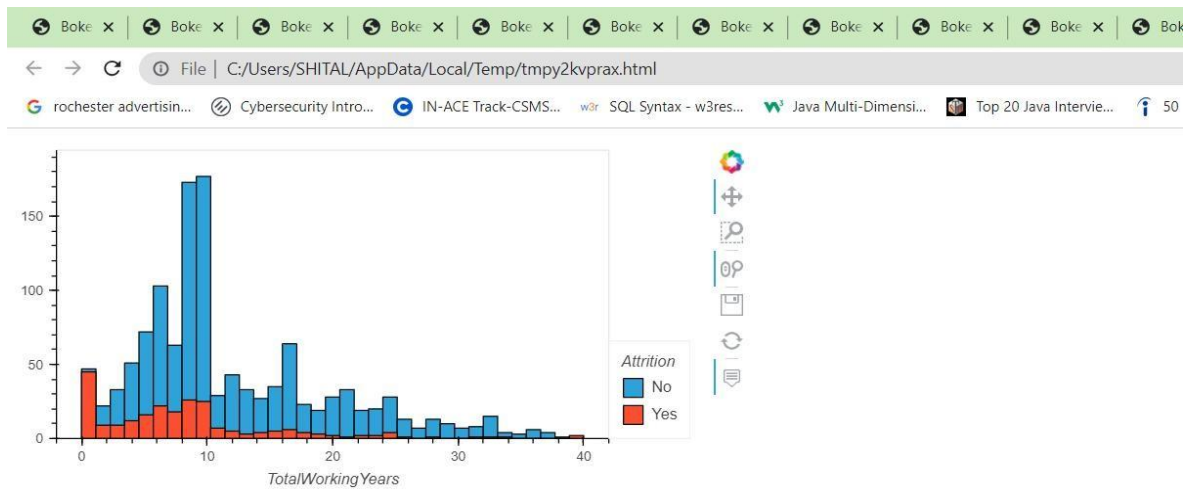 Boke Boke Boke Boke Boke Boke Boke Boke Boke Boke Bok
File | C:/Users/SHITAL/AppData/Local/Temp/tmpy2kvprax.html
rochester advertisin... Cybersecurity Intro... IN-ACE Track-CSMS... w3r SQL Syntax - w3res... Java Multi-Dimensi... Top 20 Java Intervie... 50
150
100
50
0
0 10 20 30 40
TotalWorkingYears
Attrition
No
Yes